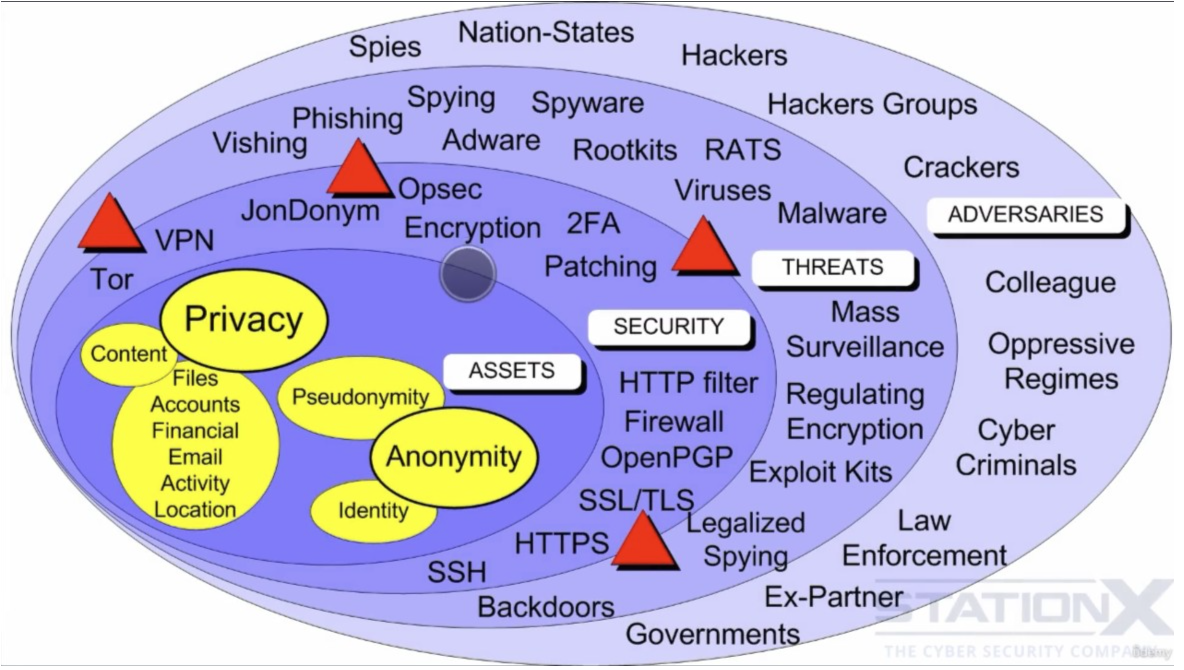 Nation-States
Spies
Hackers
Spying
Spyware
Hackers Groups
Phishing
Vishing
Adware
Rootkits
RATS
Crackers
Viruses
Opsec
JonDonym
Malware
ADVERSARIES
Encryption
2FA
VPN
Patching
THREATS
Tor
Colleague
Privacy
Mass
Surveillance
SECURITY
Content
Oppressive
Regimes
ASSETS
Files
Accounts
Financial
Email
Activity
Location
Pseudonymity
HTTP filter
Regulating
Encryption
Firewall
Anonymity
OpenPGP
Cyber
Criminals
Exploit Kits
Identity
SSL/TLS
Legalized
Spying
Law
Enforcement
HTTPS
SSH
Backdoors
Ex-Partner
Governments
STATIONX
THE CYBER SECURITY COMPA
Udemy